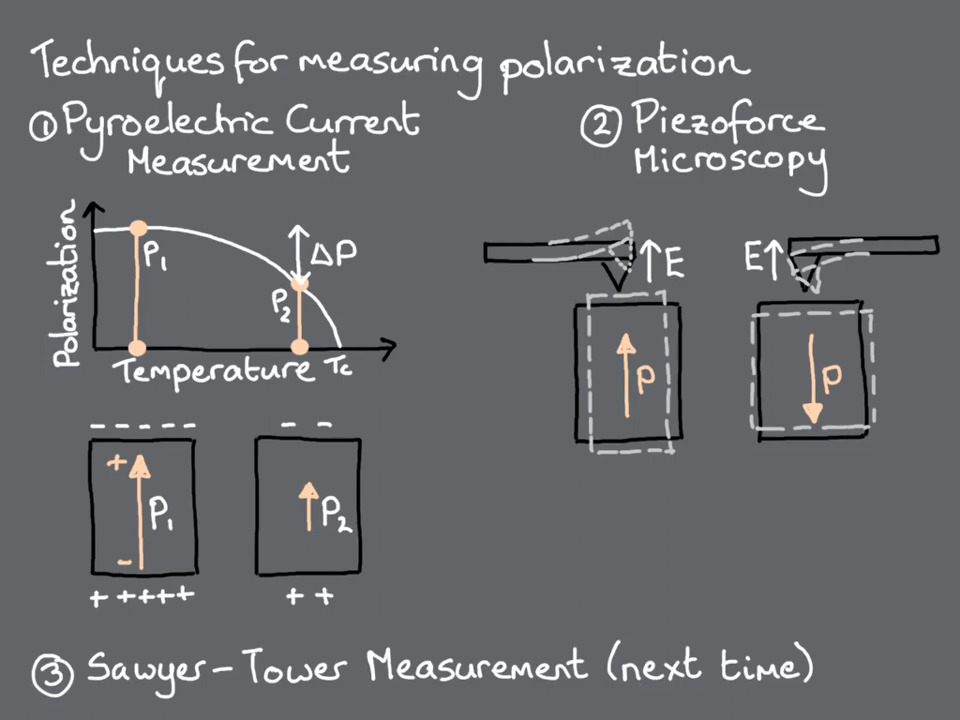 Techniques for measuring polarization
① Pyroelectric Current
Measurement
Polarization
P₁
ΔP
P₂
Temperature Tc
- - - - -
+
P₁
-
+ + + + +
- -
P₂
+ +
② Piezoforce
Microscopy
E
P
E
P
③ Sawyer-Tower Measurement (next time)